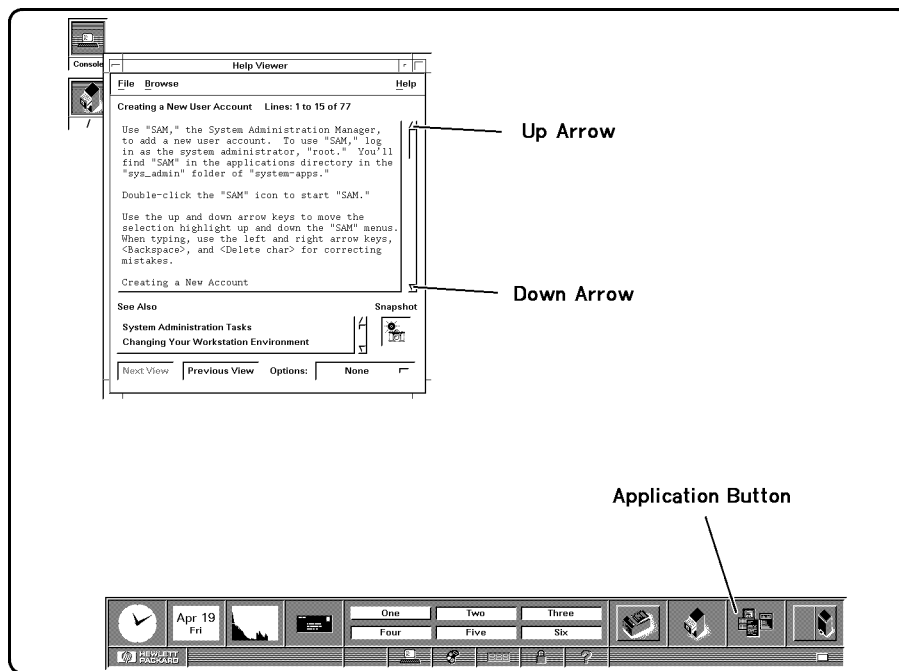 Console
/
Help Viewer
File Browse Help
Creating a New User Account Lines: 1 to 15 of 77
Use "SAM," the System Administration Manager,
to add a new user account. To use "SAM," log
in as the system administrator, "root." You'll
find "SAM" in the applications directory in the
"sys_admin" folder of "system-apps."
Double-click the "SAM" icon to start "SAM."
Use the up and down arrow keys to move the
selection highlight up and down the "SAM" menus.
When typing, use the left and right arrow keys,
<Backspace>, and <Delete char> for correcting
mistakes.
Creating a New Account
Up Arrow
Down Arrow
See Also Snapshot
System Administration Tasks
Changing Your Workstation Environment
Next View Previous View Options: None
Application Button
Apr 19
Fri
One Two Three
Four Five Six
hp HEWLETT
PACKARD